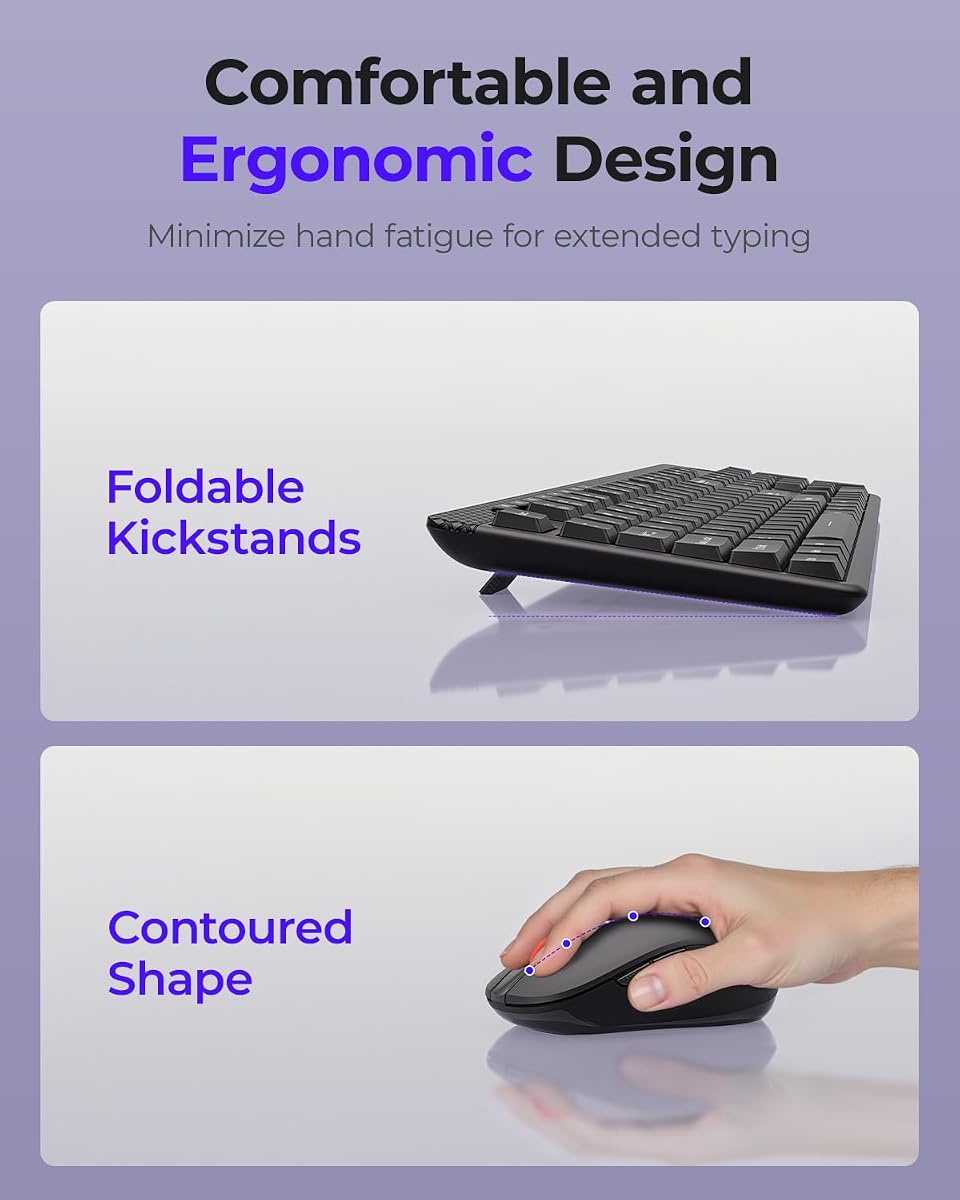 Comfortable and
Ergonomic Design
Minimize hand fatigue for extended typing
Foldable
Kickstands
Contoured
Shape